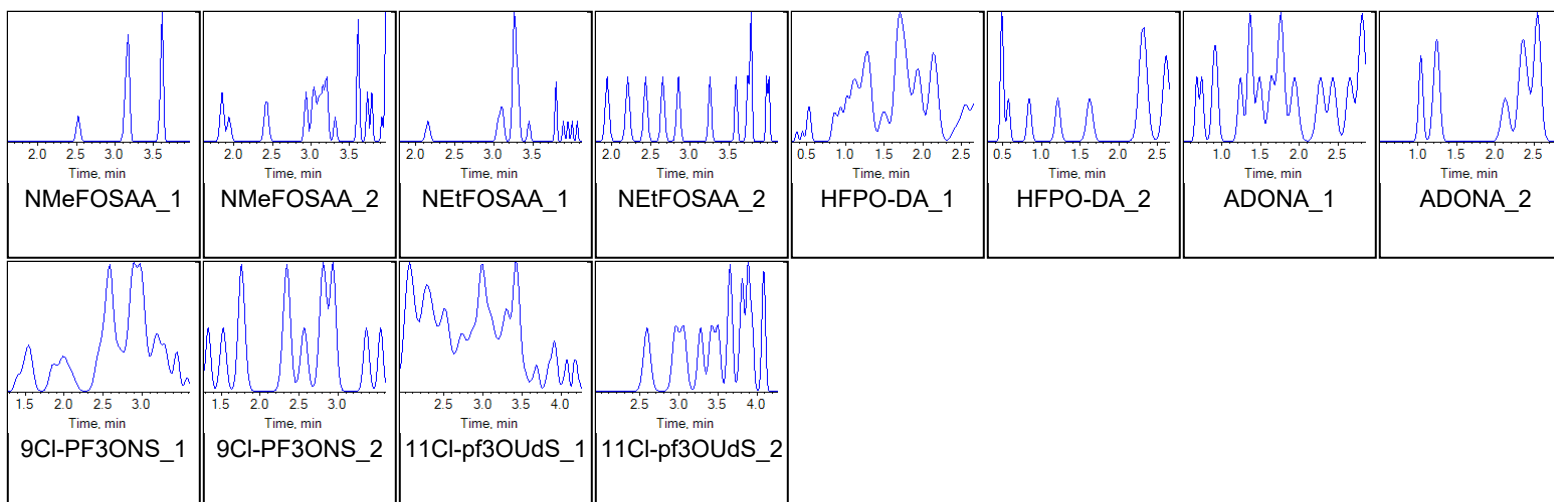 2.0 2.5 3.0 3.5 2.0 2.5 3.0 3.5 2.0 2.5 3.0 3.5 2.0 2.5 3.0 3.5 0.5 1.0 1.5 2.0 2.5 0.5 1.0 1.5 2.0 2.5 1.0 1.5 2.0 2.5 1.0 1.5 2.0 2.5
Time, min Time, min Time, min Time, min Time, min Time, min Time, min Time, min
NMeFOSAA_1 NMeFOSAA_2 NEtFOSAA_1 NEtFOSAA_2 HFPO-DA_1 HFPO-DA_2 ADONA_1 ADONA_2
1.5 2.0 2.5 3.0 1.5 2.0 2.5 3.0 2.5 3.0 3.5 4.0 2.5 3.0 3.5 4.0
Time, min Time, min Time, min Time, min
9Cl-PF3ONS_1 9Cl-PF3ONS_2 11Cl-pf3OUdS_1 11Cl-pf3OUdS_2